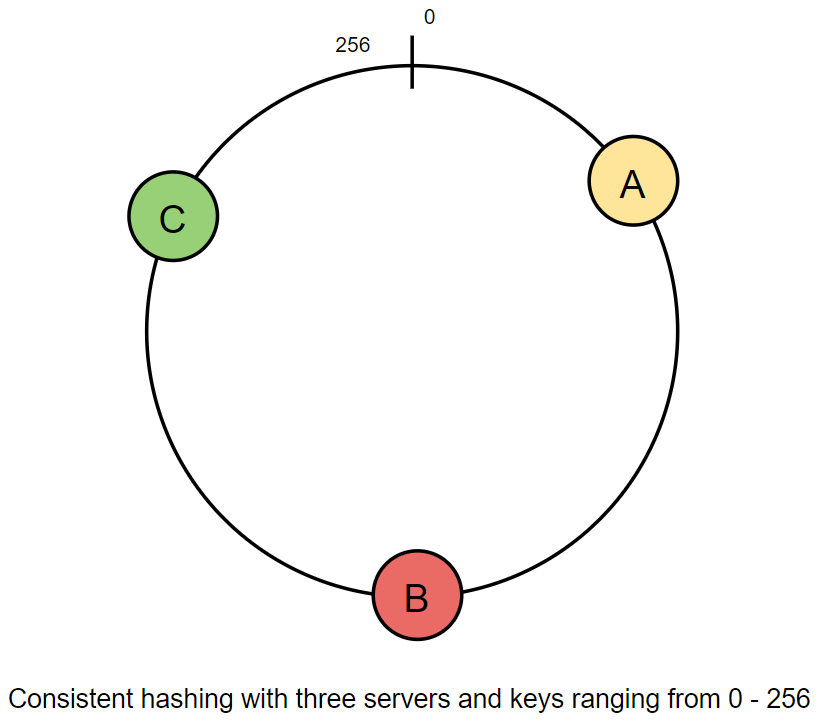 0
256
A
C
B
Consistent hashing with three servers and keys ranging from 0 - 256